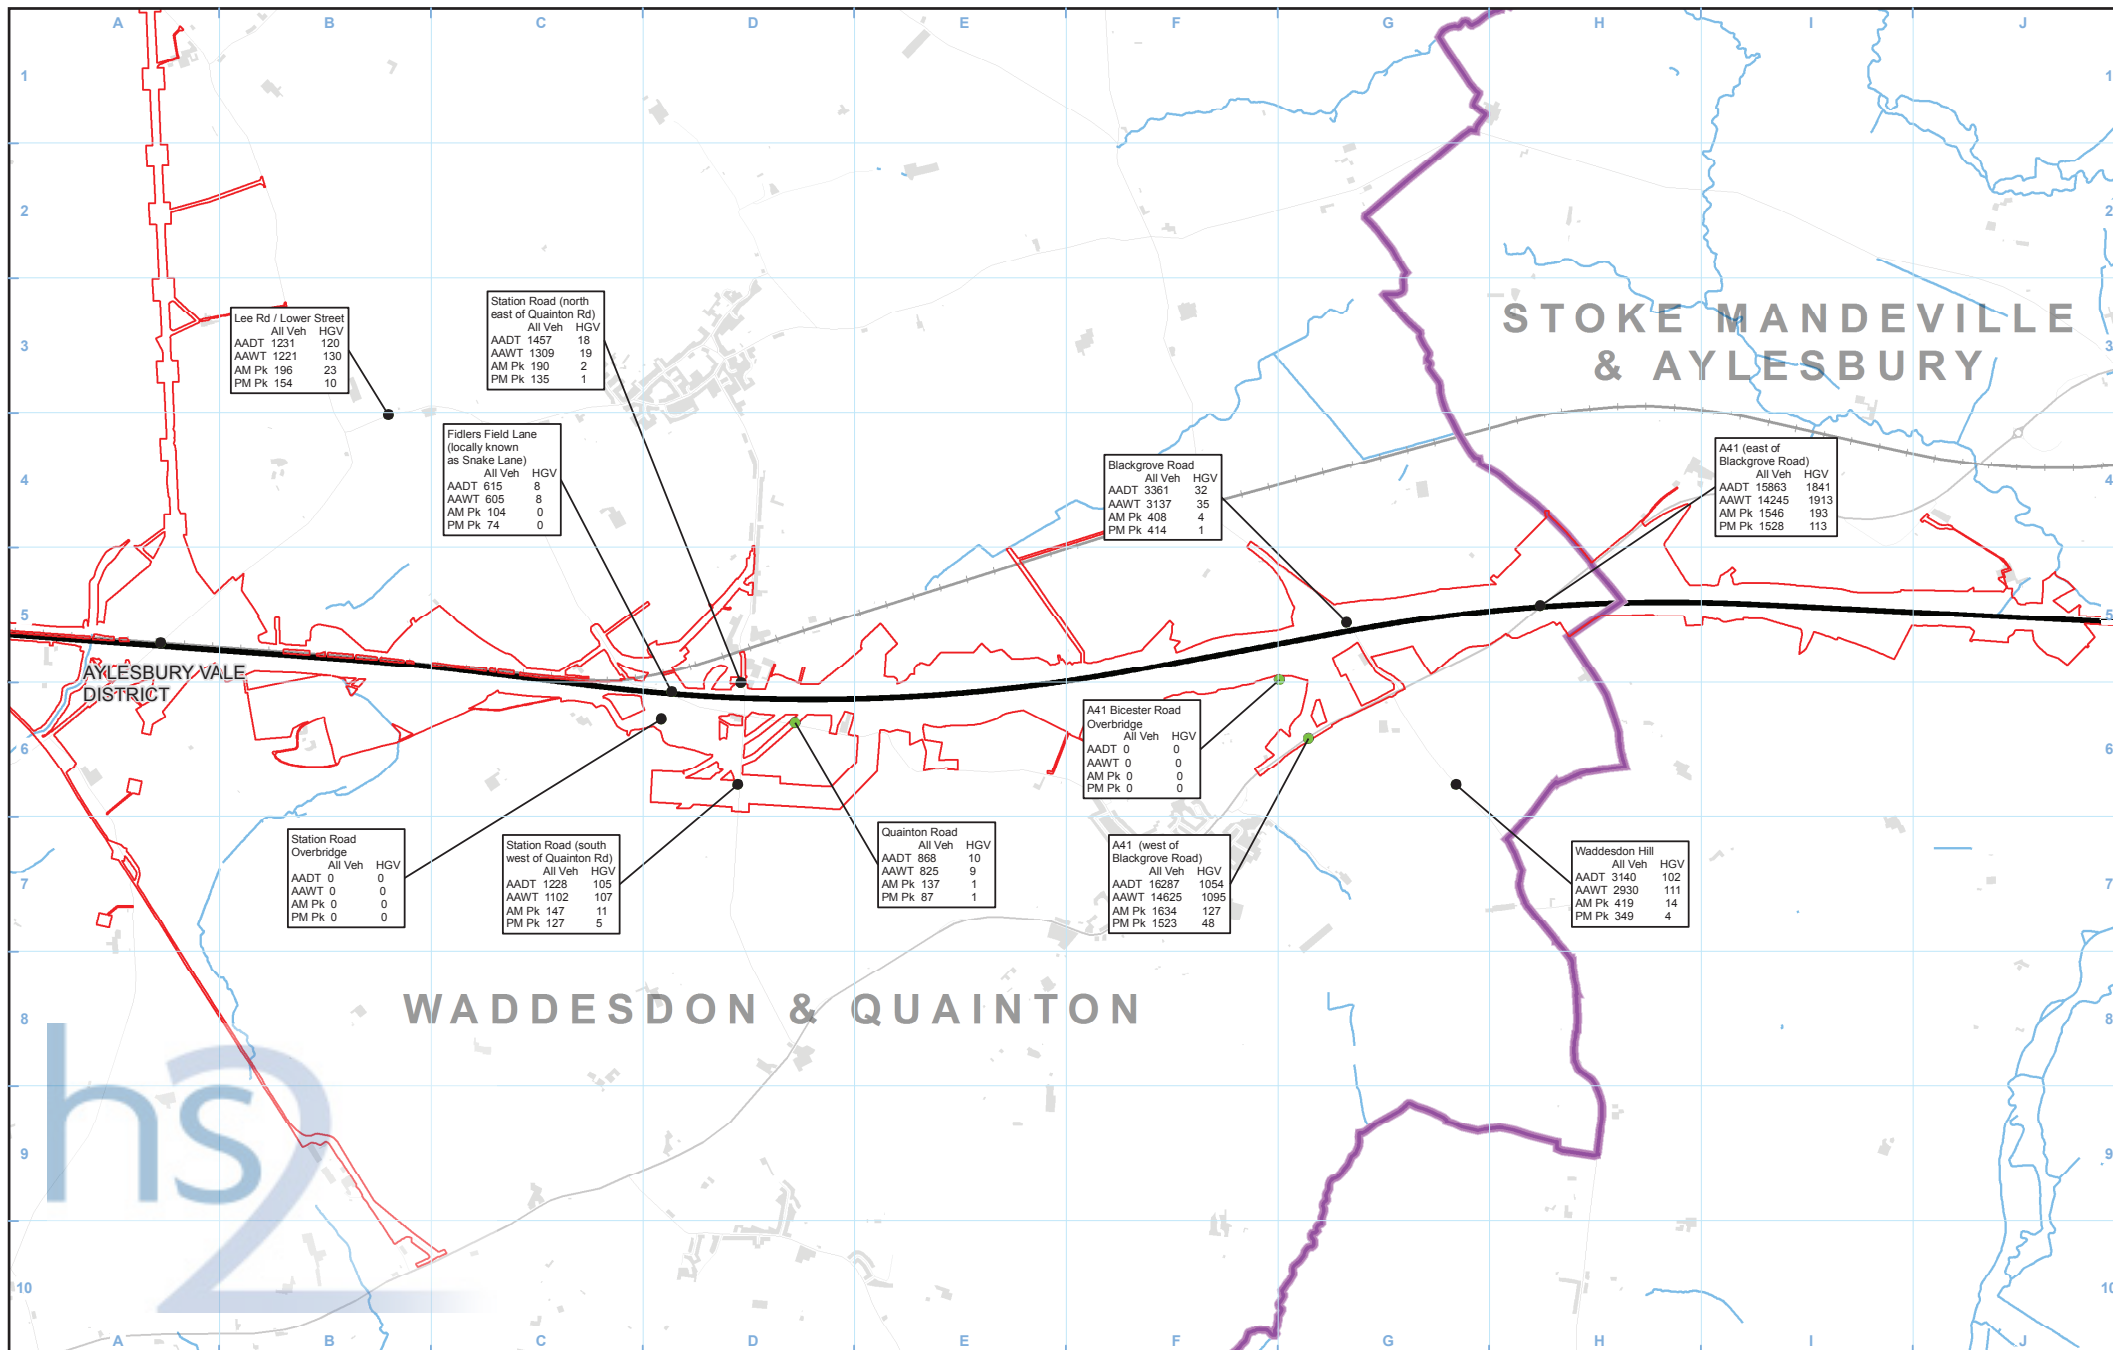 A B C D E F G H I J
1 1
2 2
3 3
4 4
5 5
6 6
7 7
8 8
9 9
10 10
A B C D E F G H I J
STOKE MANDEVILLE
& AYLESBURY
Lee Rd / Lower Street
All Veh HGV
AADT 1231 120
AAWT 1221 130
AM Pk 196 23
PM Pk 154 10
Station Road (north
east of Quainton Rd)
All Veh HGV
AADT 1457 18
AAWT 1309 19
AM Pk 190 2
PM Pk 135 1
Fidlers Field Lane
(locally known
as Snake Lane)
All Veh HGV
AADT 615 8
AAWT 605 8
AM Pk 104 0
PM Pk 74 0
Blackgrove Road
All Veh HGV
AADT 3361 32
AAWT 3137 35
AM Pk 408 4
PM Pk 414 1
A41 (east of
Blackgrove Road)
All Veh HGV
AADT 15863 1841
AAWT 14245 1913
AM Pk 1546 193
PM Pk 1528 113
AYLESBURY VALE
DISTRICT
A41 Bicester Road
Overbridge
All Veh HGV
AADT 0 0
AAWT 0 0
AM Pk 0 0
PM Pk 0 0
Station Road
Overbridge
All Veh HGV
AADT 0 0
AAWT 0 0
AM Pk 0 0
PM Pk 0 0
Station Road (south
west of Quainton Rd)
All Veh HGV
AADT 1228 105
AAWT 1102 107
AM Pk 147 11
PM Pk 127 5
Quainton Road
All Veh HGV
AADT 868 10
AAWT 825 9
AM Pk 137 1
PM Pk 87 1
A41 (west of
Blackgrove Road)
All Veh HGV
AADT 16287 1054
AAWT 14625 1095
AM Pk 1634 127
PM Pk 1523 48
Waddesdon Hill
All Veh HGV
AADT 3140 102
AAWT 2930 111
AM Pk 419 14
PM Pk 349 4
WADDESDON & QUAINTON
hs2